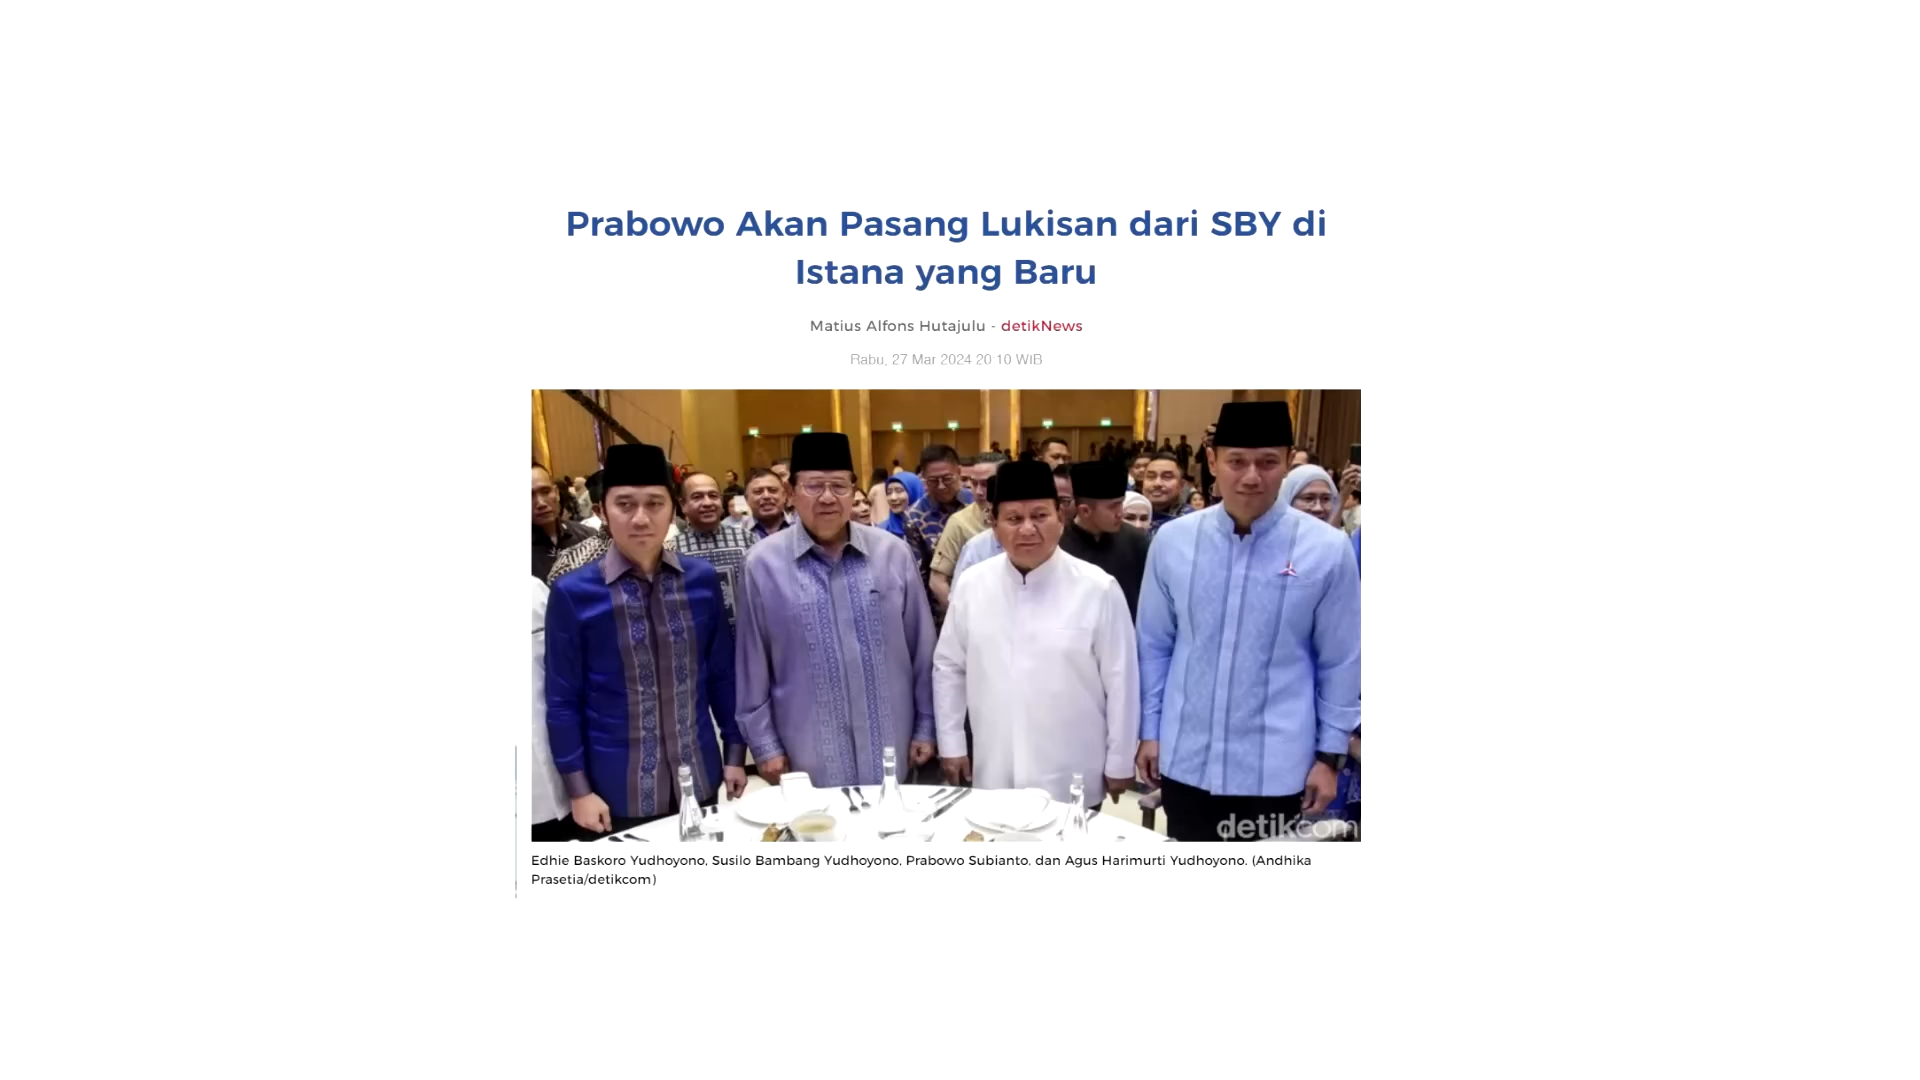 Prabowo Akan Pasang Lukisan dari SBY di
Istana yang Baru
Matius Alfons Hutajulu - detikNews
Rabu, 27 Mar 2024 20 10 WIB
detikcom
Edhie Baskoro Yudhoyono, Susilo Bambang Yudhoyono, Prabowo Subianto, dan Agus Harimurti Yudhoyono. (Andhika
Prasetia/detikcom)